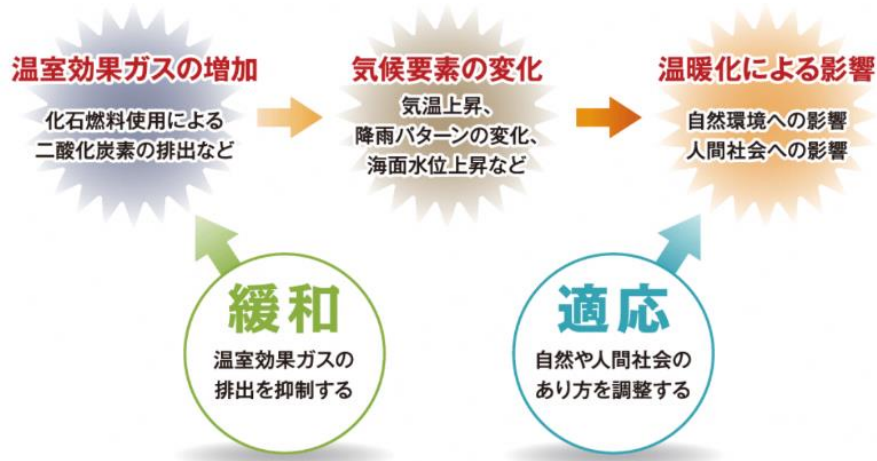 温室効果ガスの増加
化石燃料使用による
二酸化炭素の排出など
気候要素の変化
気温上昇、
降雨パターンの変化、
海面水位上昇など
温暖化による影響
自然環境への影響
人間社会への影響
緩和
温室効果ガスの
排出を抑制する
適応
自然や人間社会の
あり方を調整する